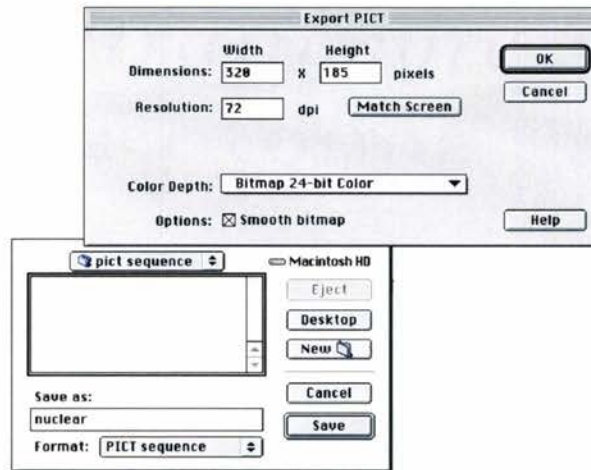 Export PICT
Width Height
Dimensions: 320 X 185 pixels
OK
Cancel
Resolution: 72 dpi Match Screen
Color Depth: Bitmap 24-bit Color
Options: Smooth bitmap
Help
pict sequence
Macintosh HD
Eject
Desktop
New
Save as:
Cancel
nuclear
Save
Format: PICT sequence